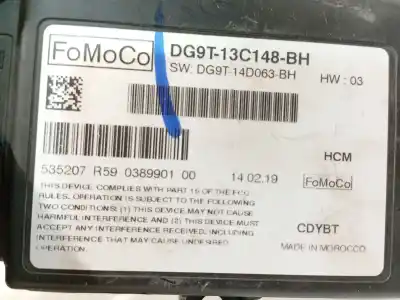 FoMoCo
DG9T-13C148-BH
SW: DG9T-14D063-BH HW : 03
HCM
535207 R59 0389901 00 14.02.19
FoMoCo
THIS DEVICE COMPLIES WITH PART 15 OF THE FCC
RULES. OPERATION IS SUBJECT TO THE FOLLOWING
TWO CONDITIONS: (1) THIS DEVICE MAY NOT CAUSE
HARMFUL INTERFERENCE AND (2) THIS DEVICE MUST
ACCEPT ANY INTERFERENCE RECEIVED INCLUDING
INTERFERENCE THAT MAY CAUSE UNDESIRED
OPERATION.
CDYBT
MADE IN MOROCCO